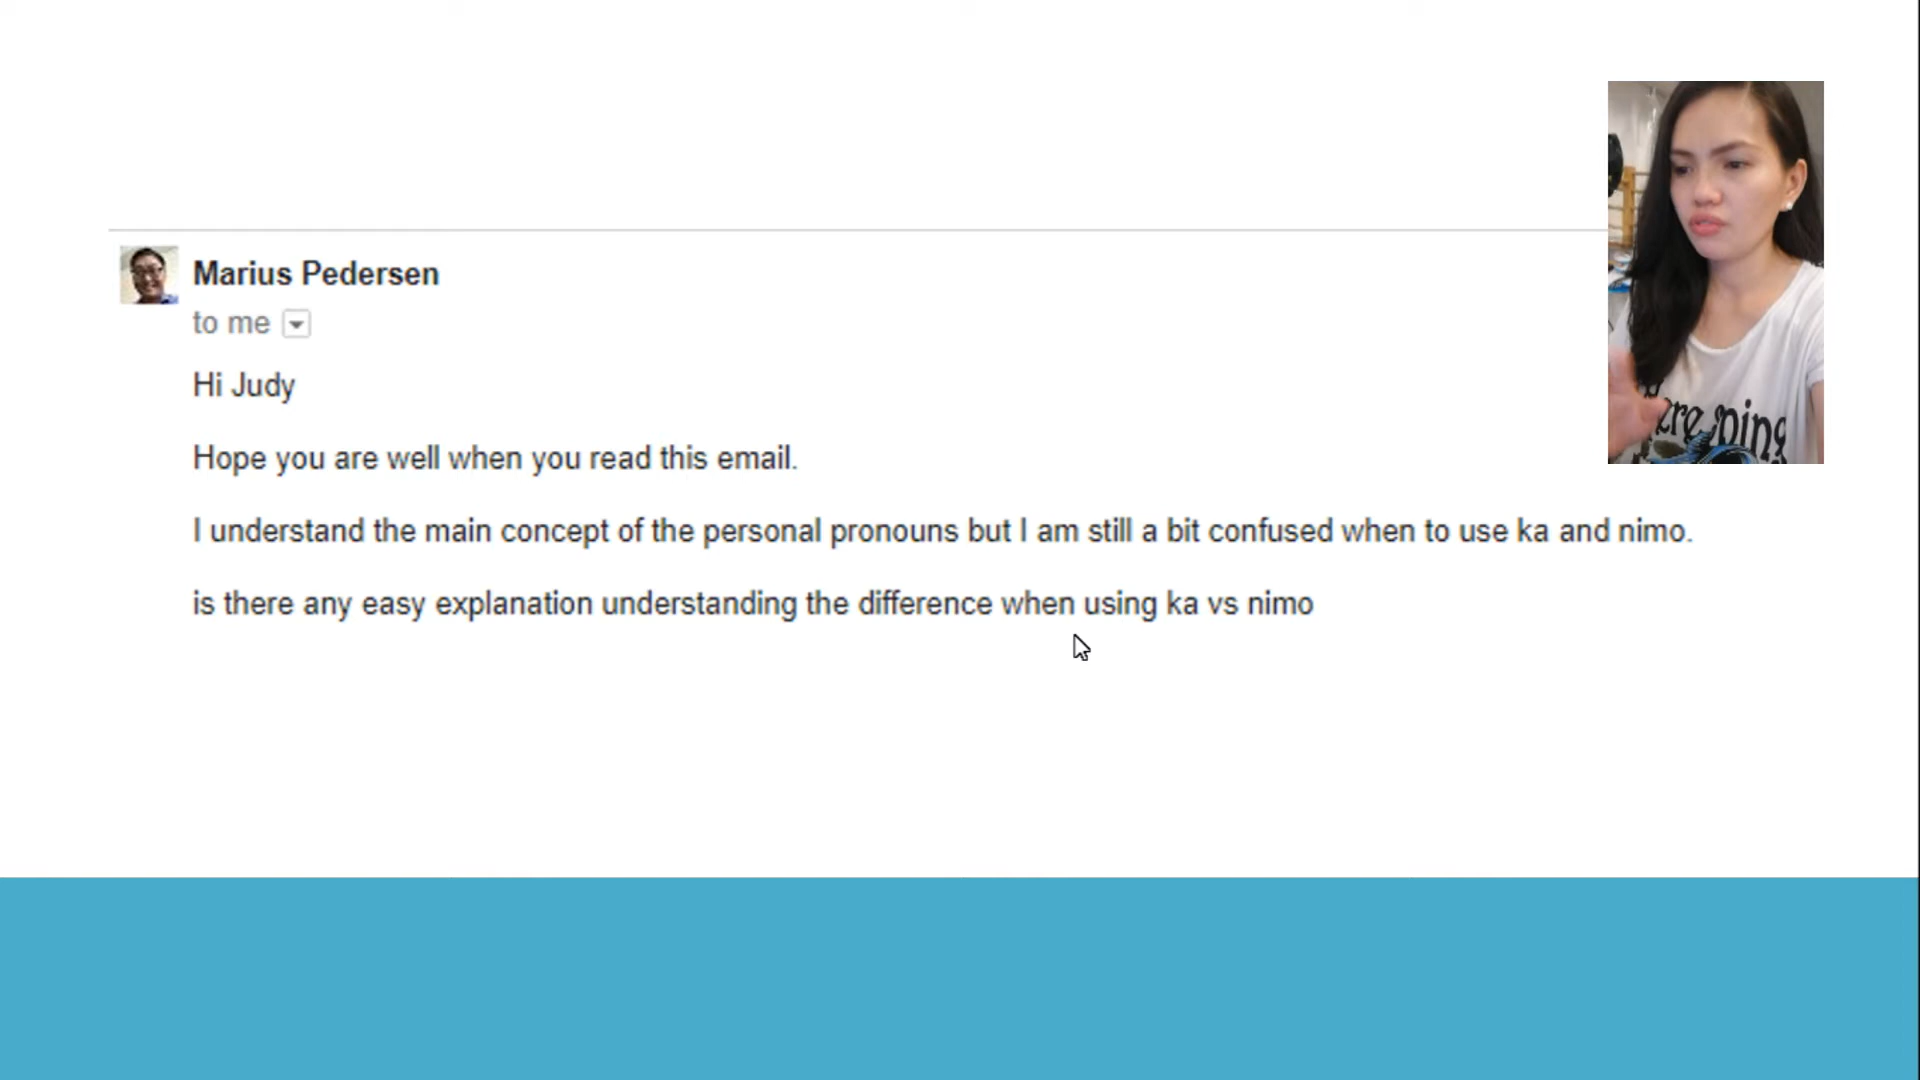 Marius Pedersen
to me
Hi Judy
Hope you are well when you read this email.
I understand the main concept of the personal pronouns but I am still a bit confused when to use ka and nimo.
is there any easy explanation understanding the difference when using ka vs nimo